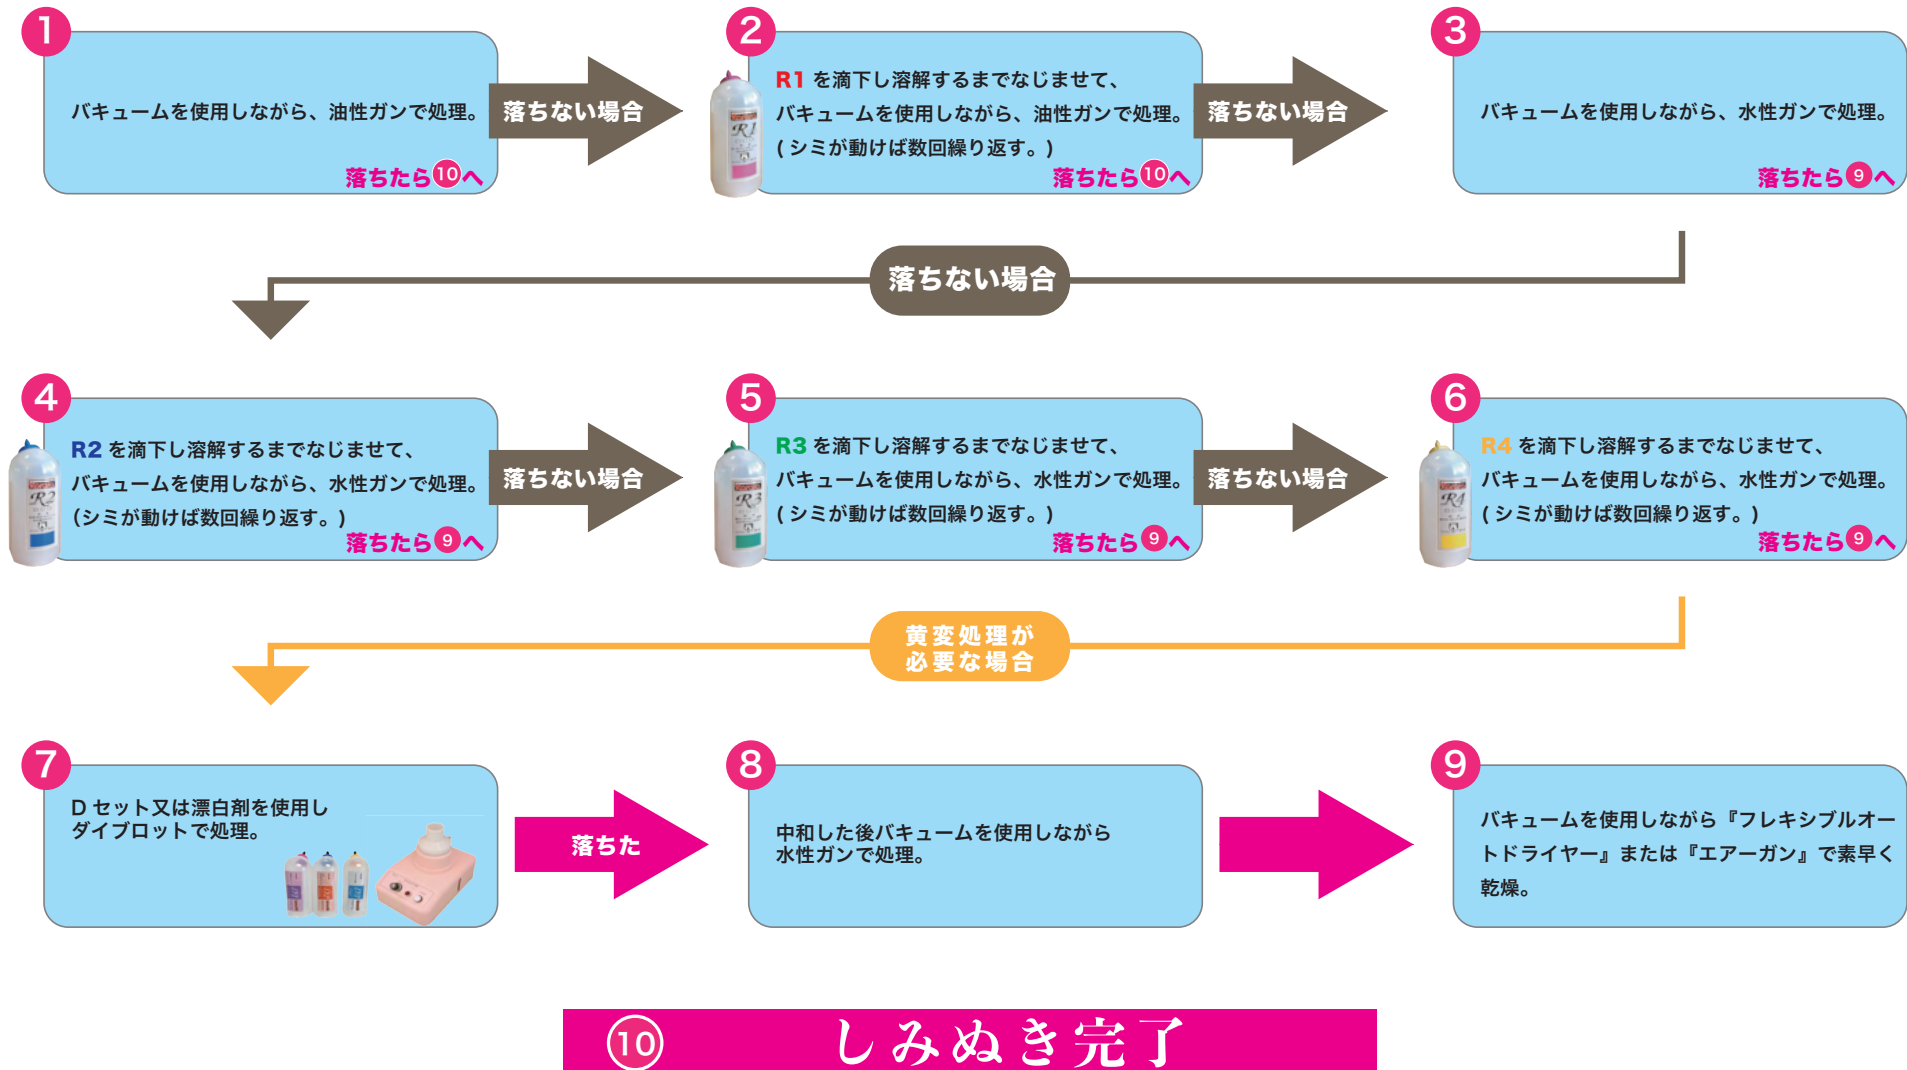 1
バキュームを使用しながら、油性ガンで処理。
落ちたら10へ
落ちない場合
2
R1 を滴下し溶解するまでなじませて、
バキュームを使用しながら、油性ガンで処理。
( シミが動けば数回繰り返す。)
落ちたら10へ
R1
落ちない場合
3
バキュームを使用しながら、水性ガンで処理。
落ちたら9へ
落ちない場合
4
R2 を滴下し溶解するまでなじませて、
バキュームを使用しながら、水性ガンで処理。
(シミが動けば数回繰り返す。)
落ちたら9へ
R2
落ちない場合
5
R3 を滴下し溶解するまでなじませて、
バキュームを使用しながら、水性ガンで処理。
( シミが動けば数回繰り返す。)
落ちたら9へ
R3
落ちない場合
6
R4 を滴下し溶解するまでなじませて、
バキュームを使用しながら、水性ガンで処理。
( シミが動けば数回繰り返す。)
落ちたら9へ
R4
黄変処理が
必要な場合
7
D セット又は漂白剤を使用し
ダイブロットで処理。
落ちた
8
中和した後バキュームを使用しながら
水性ガンで処理。
9
バキュームを使用しながら『フレキシブルオー
トドライヤー』または『エアーガン』で素早く
乾燥。
10 しみぬき完了